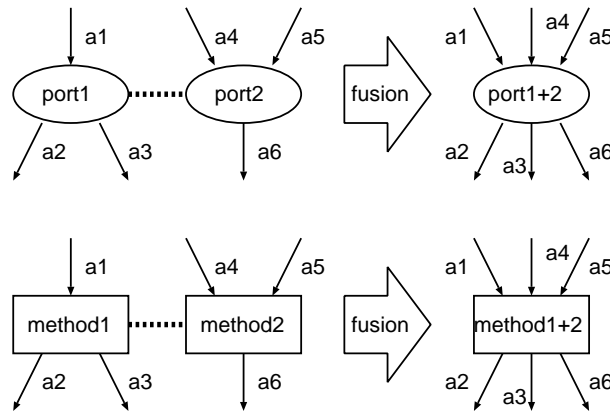 a1 a4 a5 a1 a4 a5
port1 port2 fusion port1+2
a2 a3 a6 a2 a3 a6
a1 a4 a5 a1 a4 a5
method1 method2 fusion method1+2
a2 a3 a6 a2 a3 a6